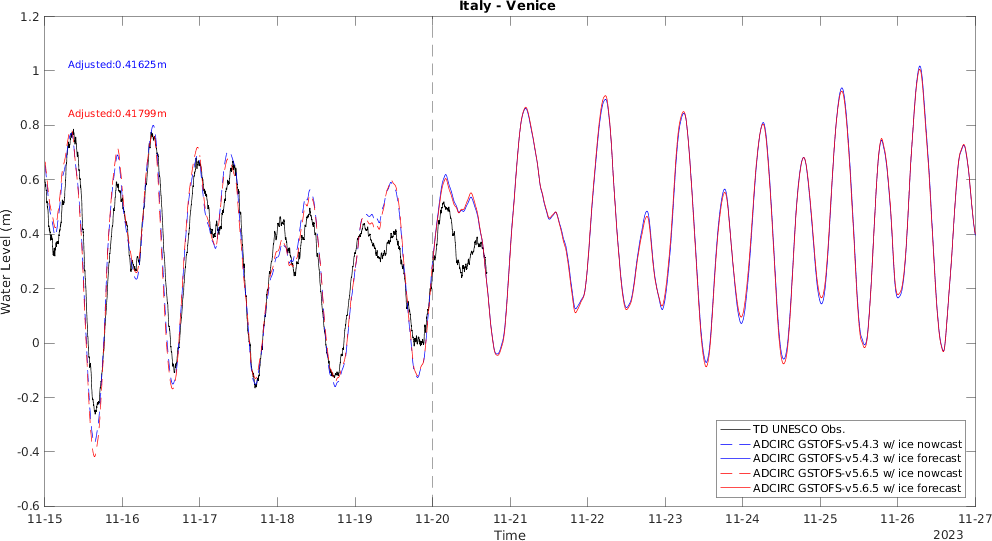 Italy - Venice
1.2
1
0.8
0.6
0.4
0.2
0
-0.2
-0.4
-0.6
Water Level (m)
Adjusted:0.41625m
Adjusted:0.41799m
TD UNESCO Obs.
ADCIRC GSTOFS-v5.4.3 w/ ice nowcast
ADCIRC GSTOFS-v5.4.3 w/ ice forecast
ADCIRC GSTOFS-v5.6.5 w/ ice nowcast
ADCIRC GSTOFS-v5.6.5 w/ ice forecast
11-15 11-16 11-17 11-18 11-19 11-20 11-21 11-22 11-23 11-24 11-25 11-26 11-27
Time
2023